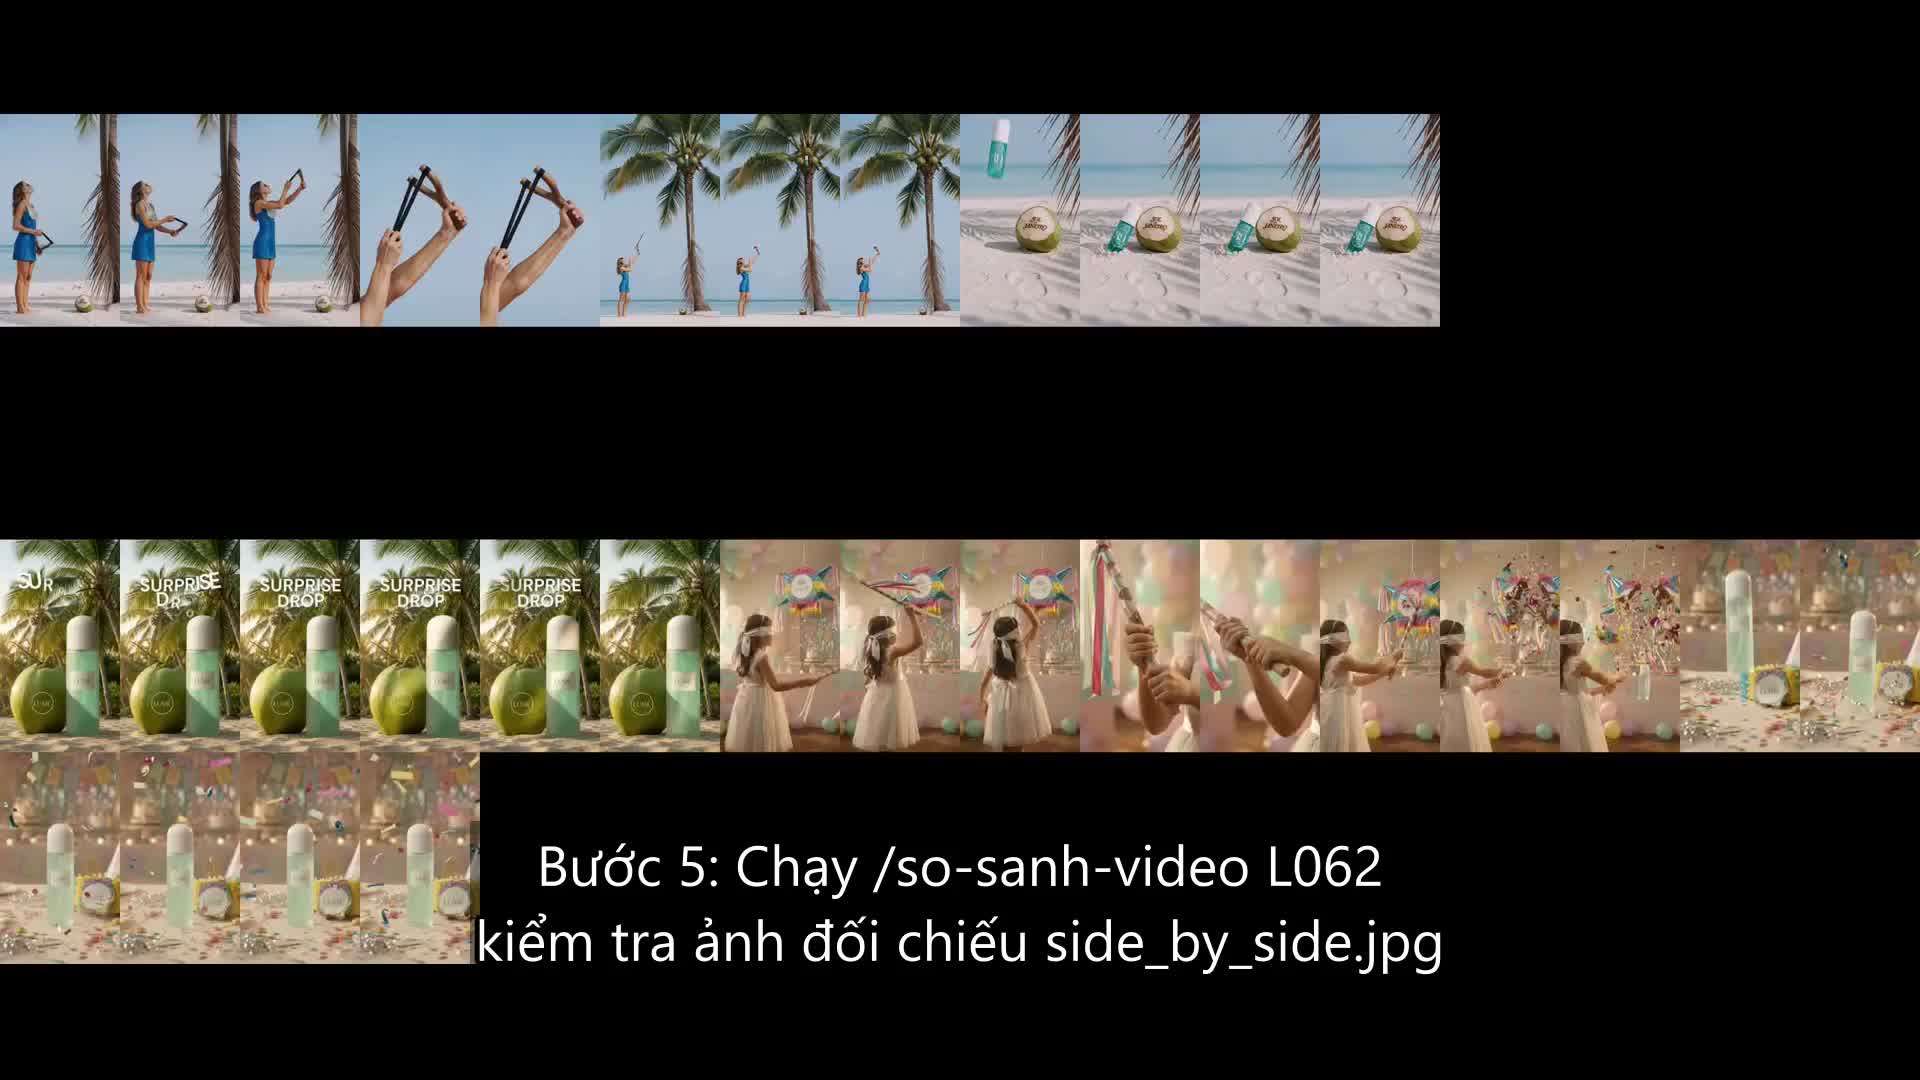 SUR
SURPRISE
DR
SURPRISE
DROP
SURPRISE
DROP
SURPRISE
DROP
Bước 5: Chạy /so-sanh-video L062
kiểm tra ảnh đối chiếu side_by_side.jpg